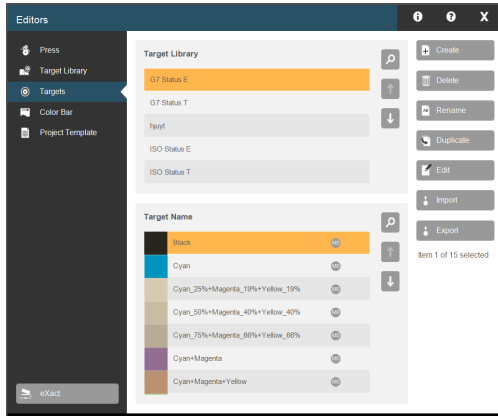 Editors
X
Press
Target Library
Targets
Color Bar
Project Template
eXact
Target Library
G7 Status E
G7 Status T
hjuyt
ISO Status E
ISO Status T
Target Name
Black
Cyan
Cyan_25%+Magenta_19%+Yellow_19%
Cyan_50%+Magenta_40%+Yellow_40%
Cyan_75%+Magenta_66%+Yellow_66%
Cyan+Magenta
Cyan+Magenta+Yellow
Create
Delete
Rename
Duplicate
Edit
Import
Export
Item 1 of 15 selected